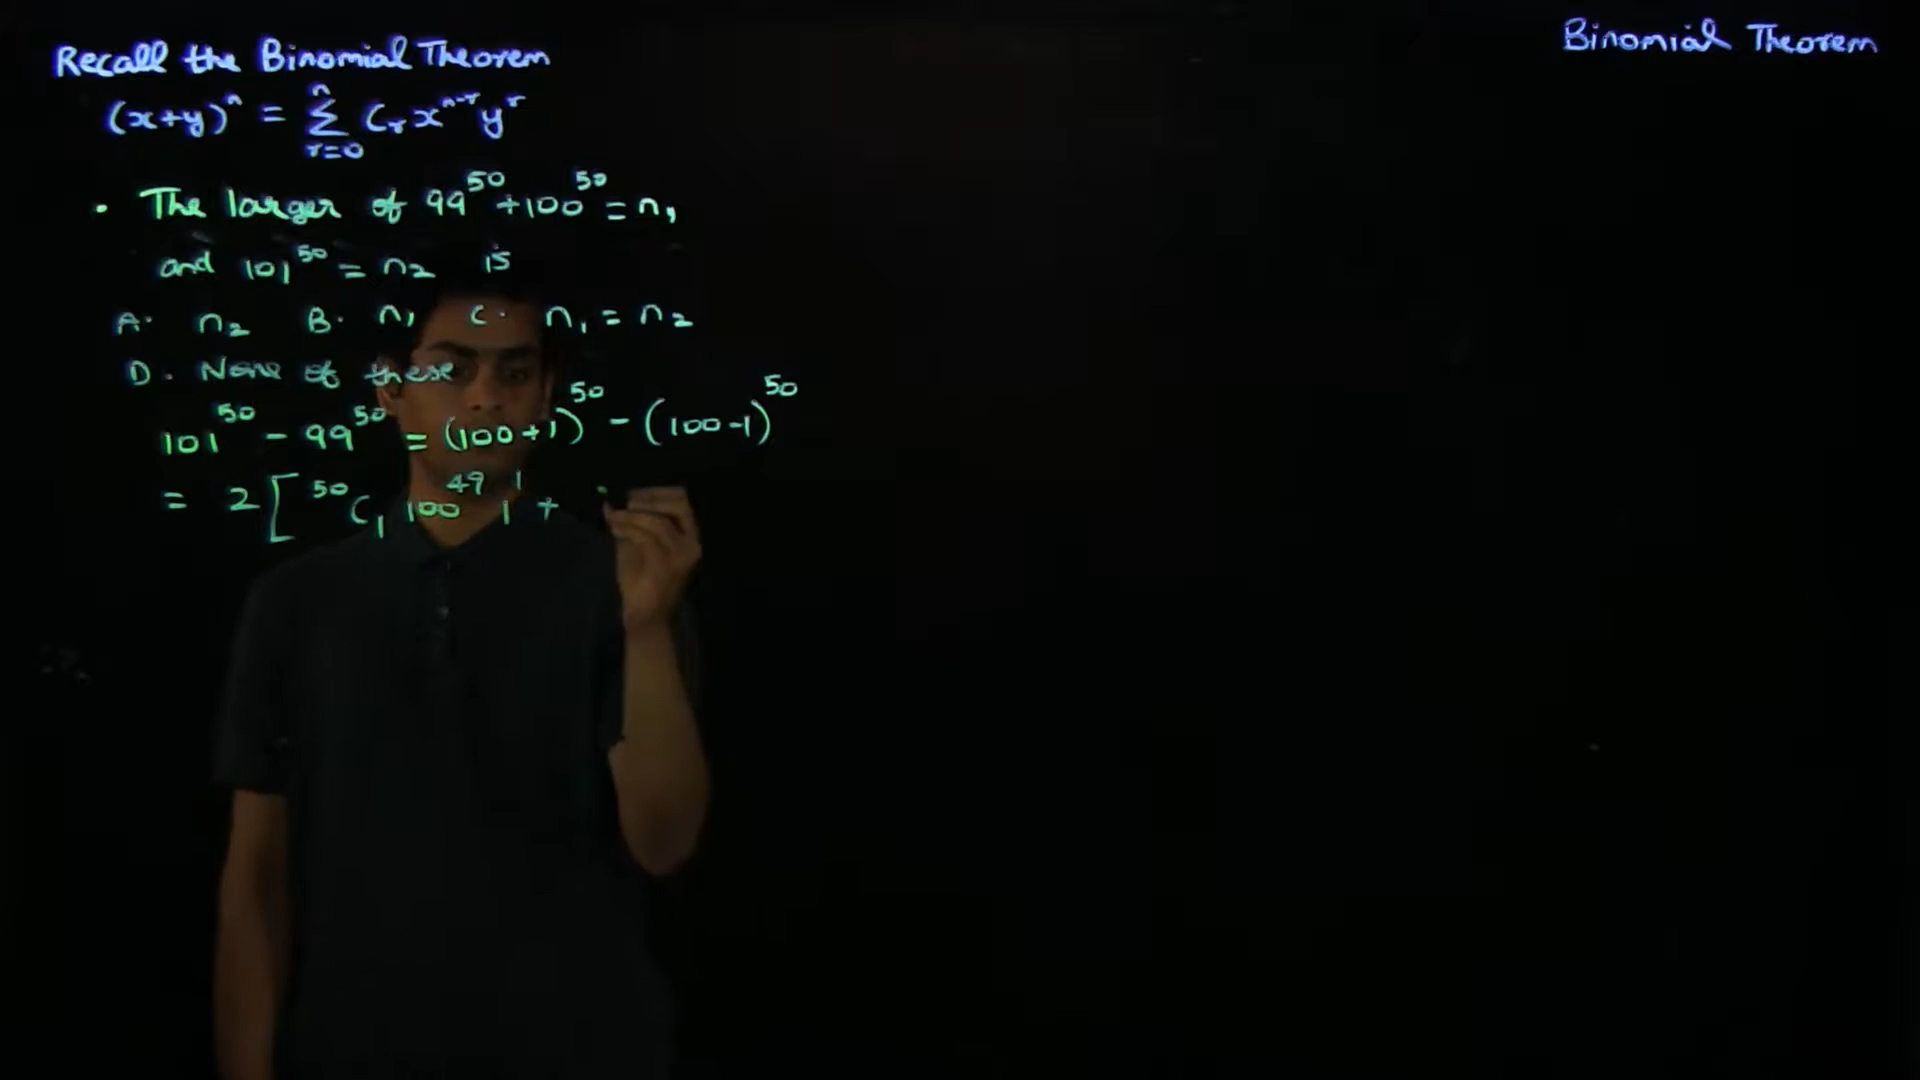 Binomial Theorem
Recall the Binomial Theorem
(x+y)^n = ∑_{r=0}^{n} C_r x^{n-r} y^r
• The larger of 99^50 + 100^50 = n_1
and 101^50 = n_2 is
A. n_2 B. n_1 C. n_1 = n_2
D. None of these
101^50 - 99^50 = (100+1)^50 - (100-1)^50
= 2 [ ^50C_1 100^49 1^1 +